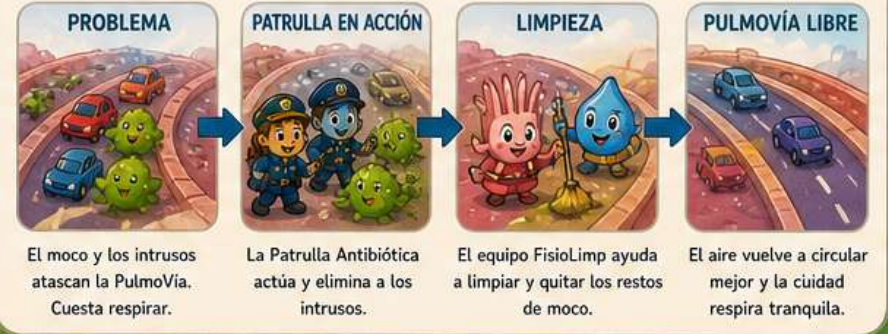 PROBLEMA
PATRULLA EN ACCIÓN
LIMPIEZA
PULMOVÍA LIBRE
El moco y los intrusos
atascan la PulmoVía.
Cuesta respirar.
La Patrulla Antibiótica
actúa y elimina a los
intrusos.
El equipo FisioLimp ayuda
a limpiar y quitar los restos
de moco.
El aire vuelve a circular
mejor y la cuidad
respira tranquila.